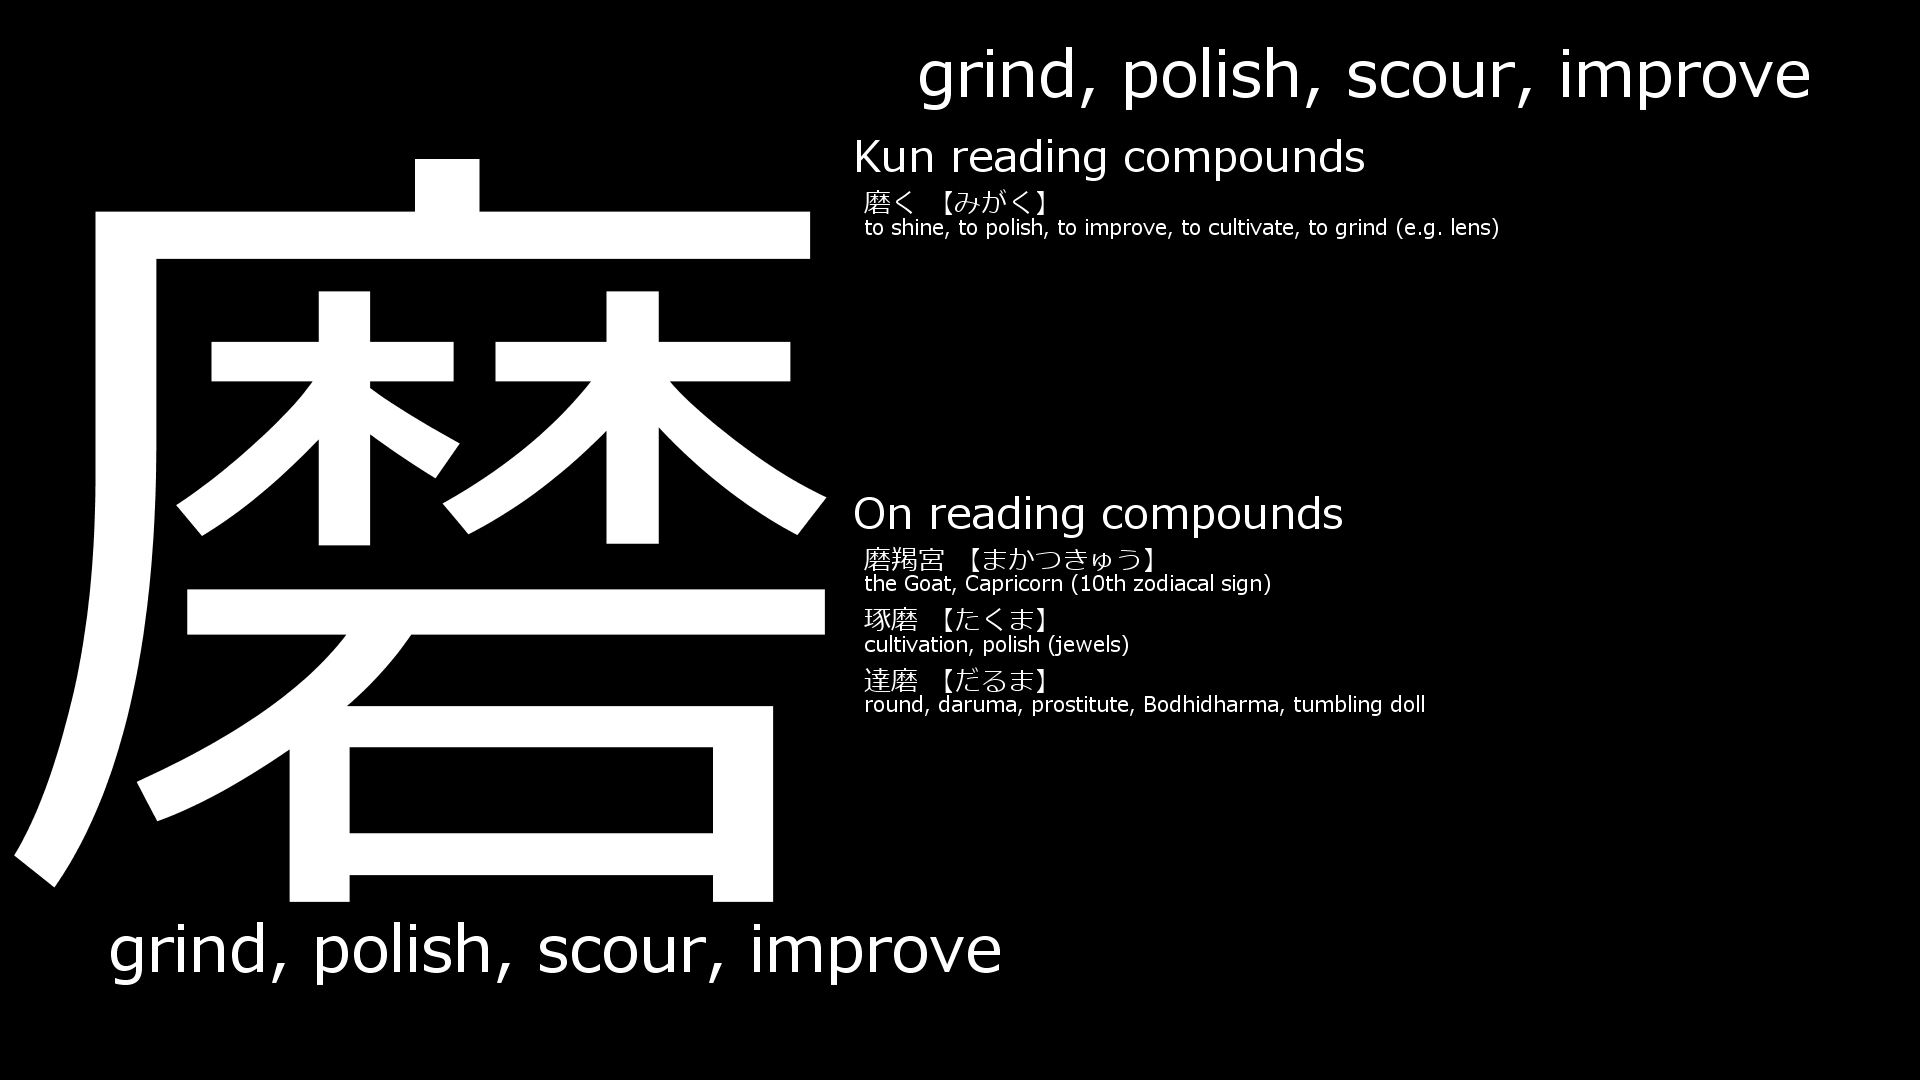 磨
grind, polish, scour, improve
grind, polish, scour, improve
Kun reading compounds
磨く 【みがく】
to shine, to polish, to improve, to cultivate, to grind (e.g. lens)
On reading compounds
磨羯宮 【まかつきゅう】
the Goat, Capricorn (10th zodiacal sign)
琢磨 【たくま】
cultivation, polish (jewels)
達磨 【だるま】
round, daruma, prostitute, Bodhidharma, tumbling doll